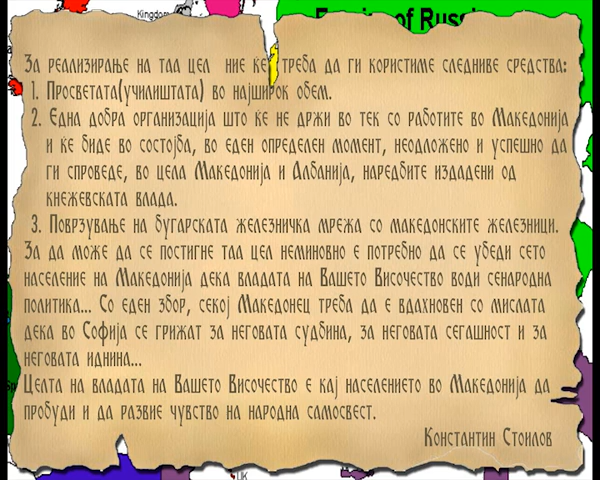 Kingdom
Empire of Russi
За реализирање на таа цел ние ќе треба да ги користиме следниве средства:
1. Просветата(училиштата) во најширок обем.
2. Една добра организација што ќе не држи во тек со работите во Македонија
и ќе биде во состојба, во еден определен момент, неодложено и успешно да
ги спроведе, во цела Македонија и Албанија, наредбите издадени од
кнежевската влада.
3. Поврзување на бугарската железничка мрежа со македонските железници.
За да може да се постигне таа цел неминовно е потребно да се убеди сето
население на Македонија дека владата на Вашето Височество води сенародна
политика... Со еден збор, секој Македонец треба да е вдахновен со мислата
дека во Софија се грижат за неговата судбина, за неговата сегашност и за
неговата иднина...
Целта на владата на Вашето Височество е кај населението во Македонија да
пробуди и да развие чувство на народна самосвест.
Константин Стоилов